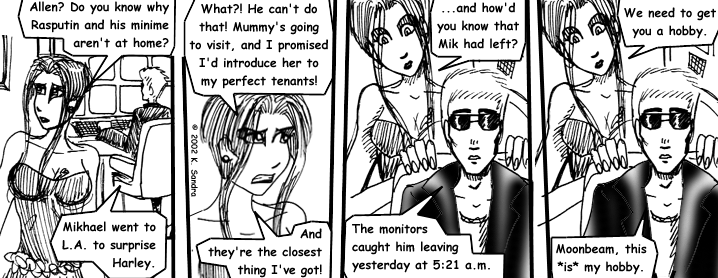 Allen? Do you know why
Rasputin and his minime
aren't at home?
Mikhael went to
L.A. to surprise
Harley.
What?! He can't do
that! Mummy's going
to visit, and I promised
I'd introduce her to
my perfect tenants!
© 2002 K. Sandra
And
they're the closest
thing I've got!
...and how'd
you know that
Mik had left?
The monitors
caught him leaving
yesterday at 5:21 a.m.
We need to get
you a hobby.
Moonbeam, this
*is* my hobby.